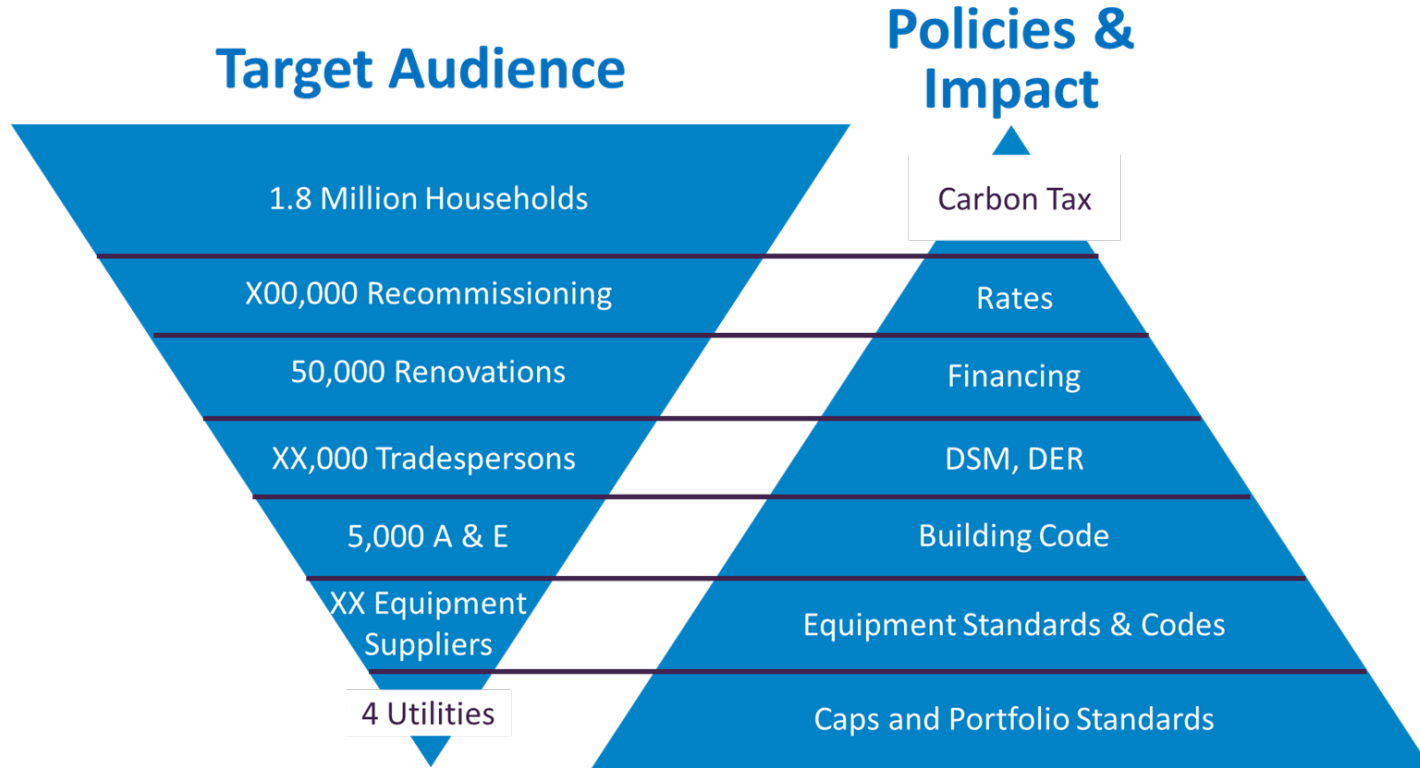 Target Audience
Policies &
Impact
1.8 Million Households
Carbon Tax
X00,000 Recommissioning
Rates
50,000 Renovations
Financing
XX,000 Tradespersons
DSM, DER
5,000 A & E
Building Code
XX Equipment
Suppliers
Equipment Standards & Codes
4 Utilities
Caps and Portfolio Standards